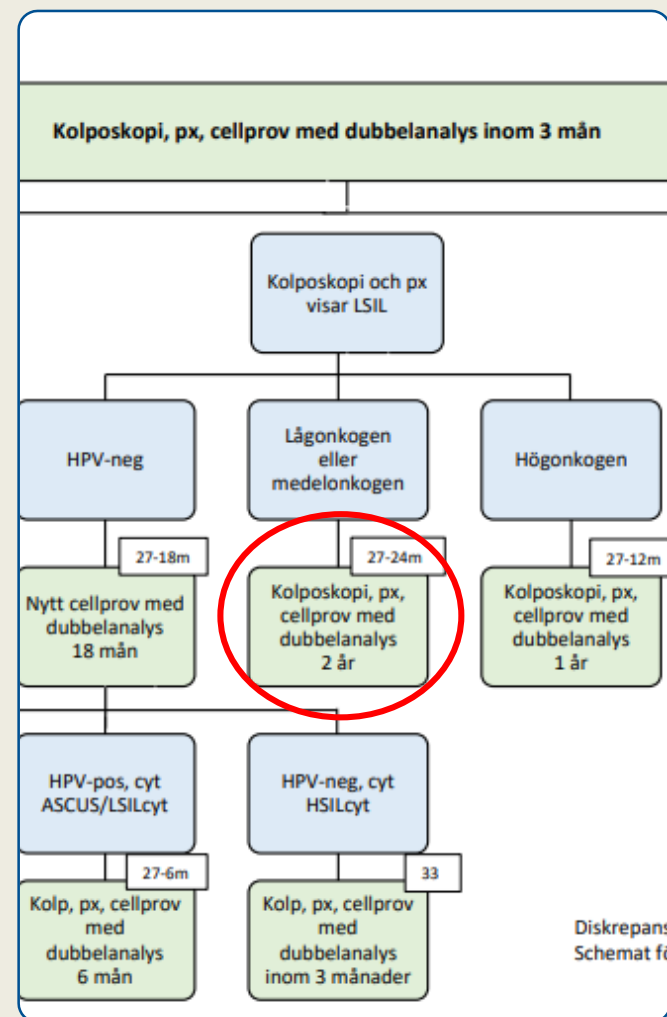 Kolposkopi, px, cellprov med dubbelanalys inom 3 mån
Kolposkopi och px
visar LSIL
HPV-neg
Lågonkogen
eller
medelonkogen
Högonkogen
27-18m
27-24m
27-12m
Nytt cellprov med
dubbelanalys
18 mån
Kolposkopi, px,
cellprov med
dubbelanalys
2 år
Kolposkopi, px,
cellprov med
dubbelanalys
1 år
HPV-pos, cyt
ASCUS/LSILcyt
HPV-neg, cyt
HSILcyt
27-6m
33
Kolp, px, cellprov
med
dubbelanalys
6 mån
Kolp, px, cellprov
med
dubbelanalys
inom 3 månader
Diskrepans
Schemat fö